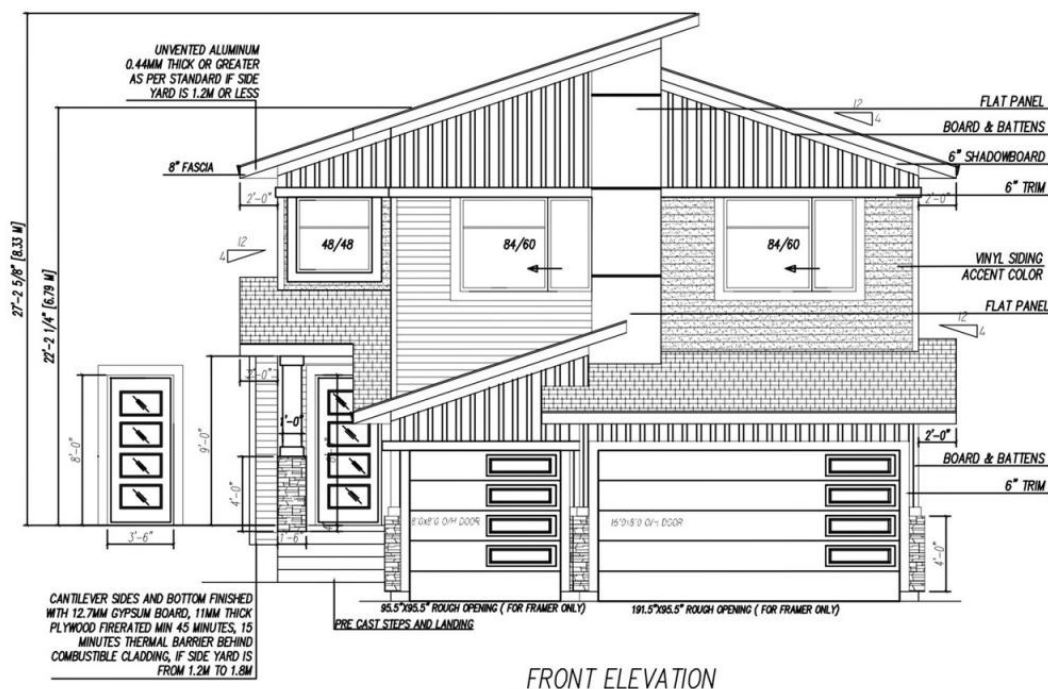 UNVENTED ALUMINUM
0.44MM THICK OR GREATER
AS PER STANDARD IF SIDE
YARD IS 1.2M OR LESS
8" FASCIA
2'-0"
12
4
27'-2 5/8" [8.33 M]
22'-2 1/4" [6.79 M]
48/48
84/60
84/60
12
4
FLAT PANEL
BOARD & BATTENS
6" SHADOWBOARD
6" TRIM
2'-0"
VINYL SIDING
ACCENT COLOR
FLAT PANEL
12
4
2'-0"
BOARD & BATTENS
6" TRIM
4'-0"
8'-0"
3'-6"
9'-0"
1'-0"
4'-0"
1'-6"
O/H DOOR
O/H DOOR
95.5"X95.5" ROUGH OPENING ( FOR FRAMER ONLY)
191.5"X95.5" ROUGH OPENING ( FOR FRAMER ONLY)
PRE CAST STEPS AND LANDING
CANTILEVER SIDES AND BOTTOM FINISHED
WITH 12.7MM GYPSUM BOARD, 11MM THICK
PLYWOOD FIRERATED MIN 45 MINUTES, 15
MINUTES THERMAL BARRIER BEHIND
COMBUSTIBLE CLADDING, IF SIDE YARD IS
FROM 1.2M TO 1.8M
FRONT ELEVATION